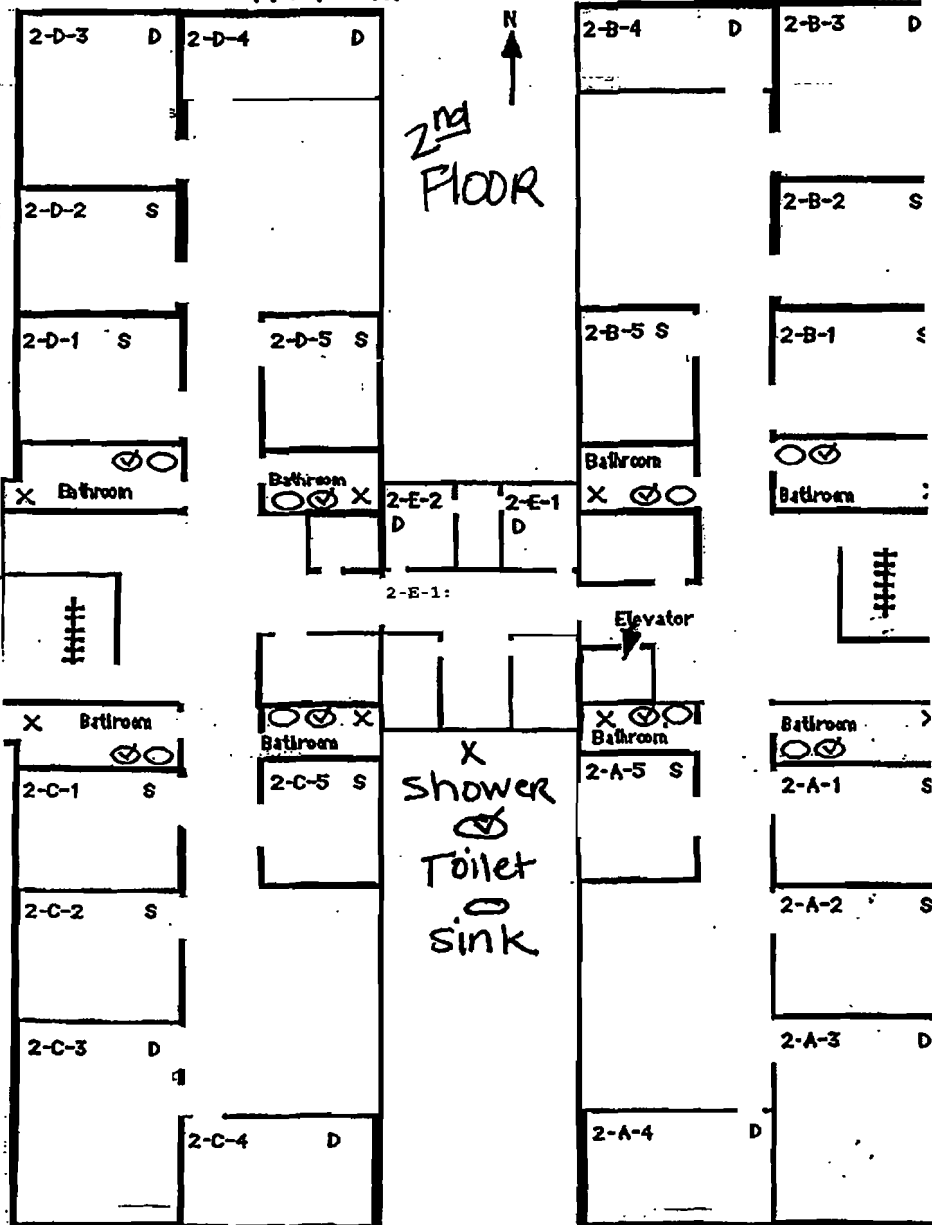 2-D-3 D
2-D-4 D
N
2-B-4 D
2-B-3 D
2nd
FLOOR
2-D-2 S
2-B-2 S
2-D-1 S
2-D-5 S
2-B-5 S
2-B-1 S
Bathroom
Bathroom
Bathroom
Bathroom
X
X
X
2-E-2
D
2-E-1
D
2-E-1:
Elevator
X Bathroom
X
Bathroom
X
Bathroom
Bathroom X
2-C-1 S
2-C-5 S
X
Shower
Toilet
sink
2-A-5 S
2-A-1 S
2-C-2 S
2-A-2 S
2-C-3 D
2-A-3 D
2-C-4 D
2-A-4 D